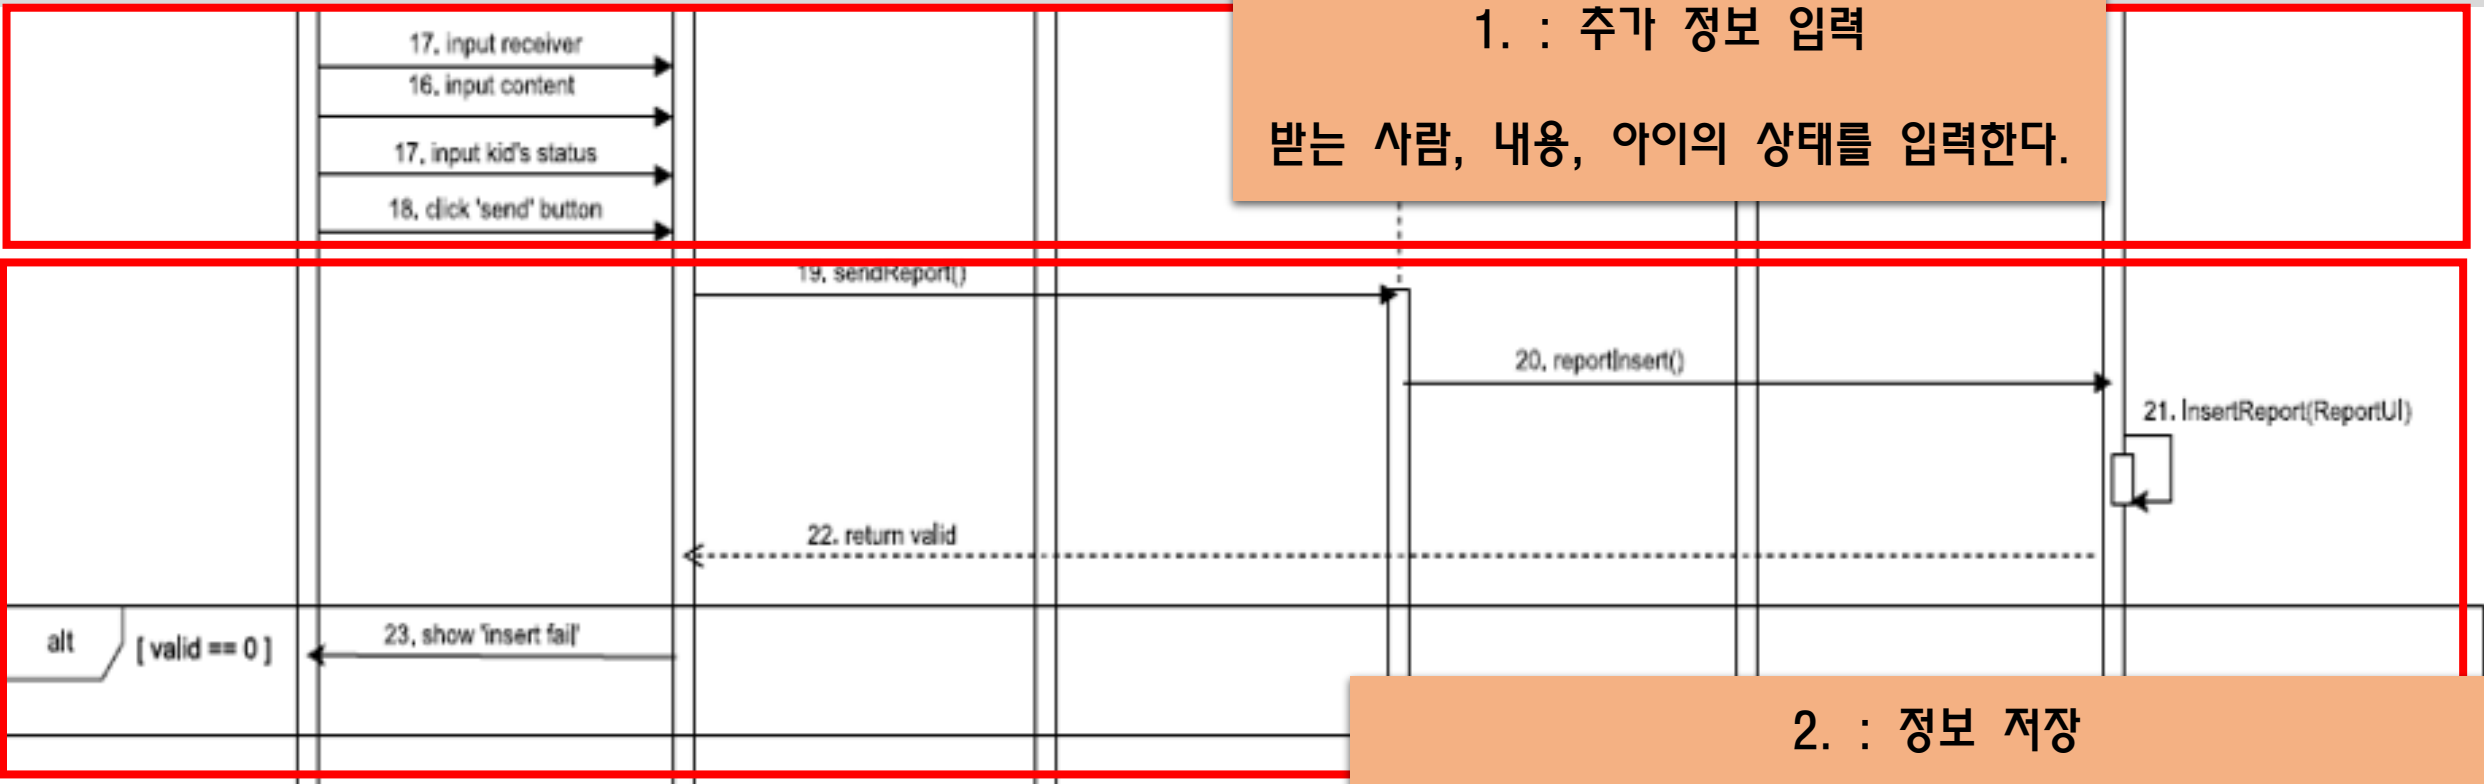 17. input receiver
16. input content
17. input kid's status
18. click 'send' button
1. : 추가 정보 입력
받는 사람, 내용, 아이의 상태를 입력한다.
19. sendReport()
20. reportInsert()
21. InsertReport(ReportUI)
22. return valid
alt
[ valid == 0 ]
23. show 'insert fail'
2. : 정보 저장